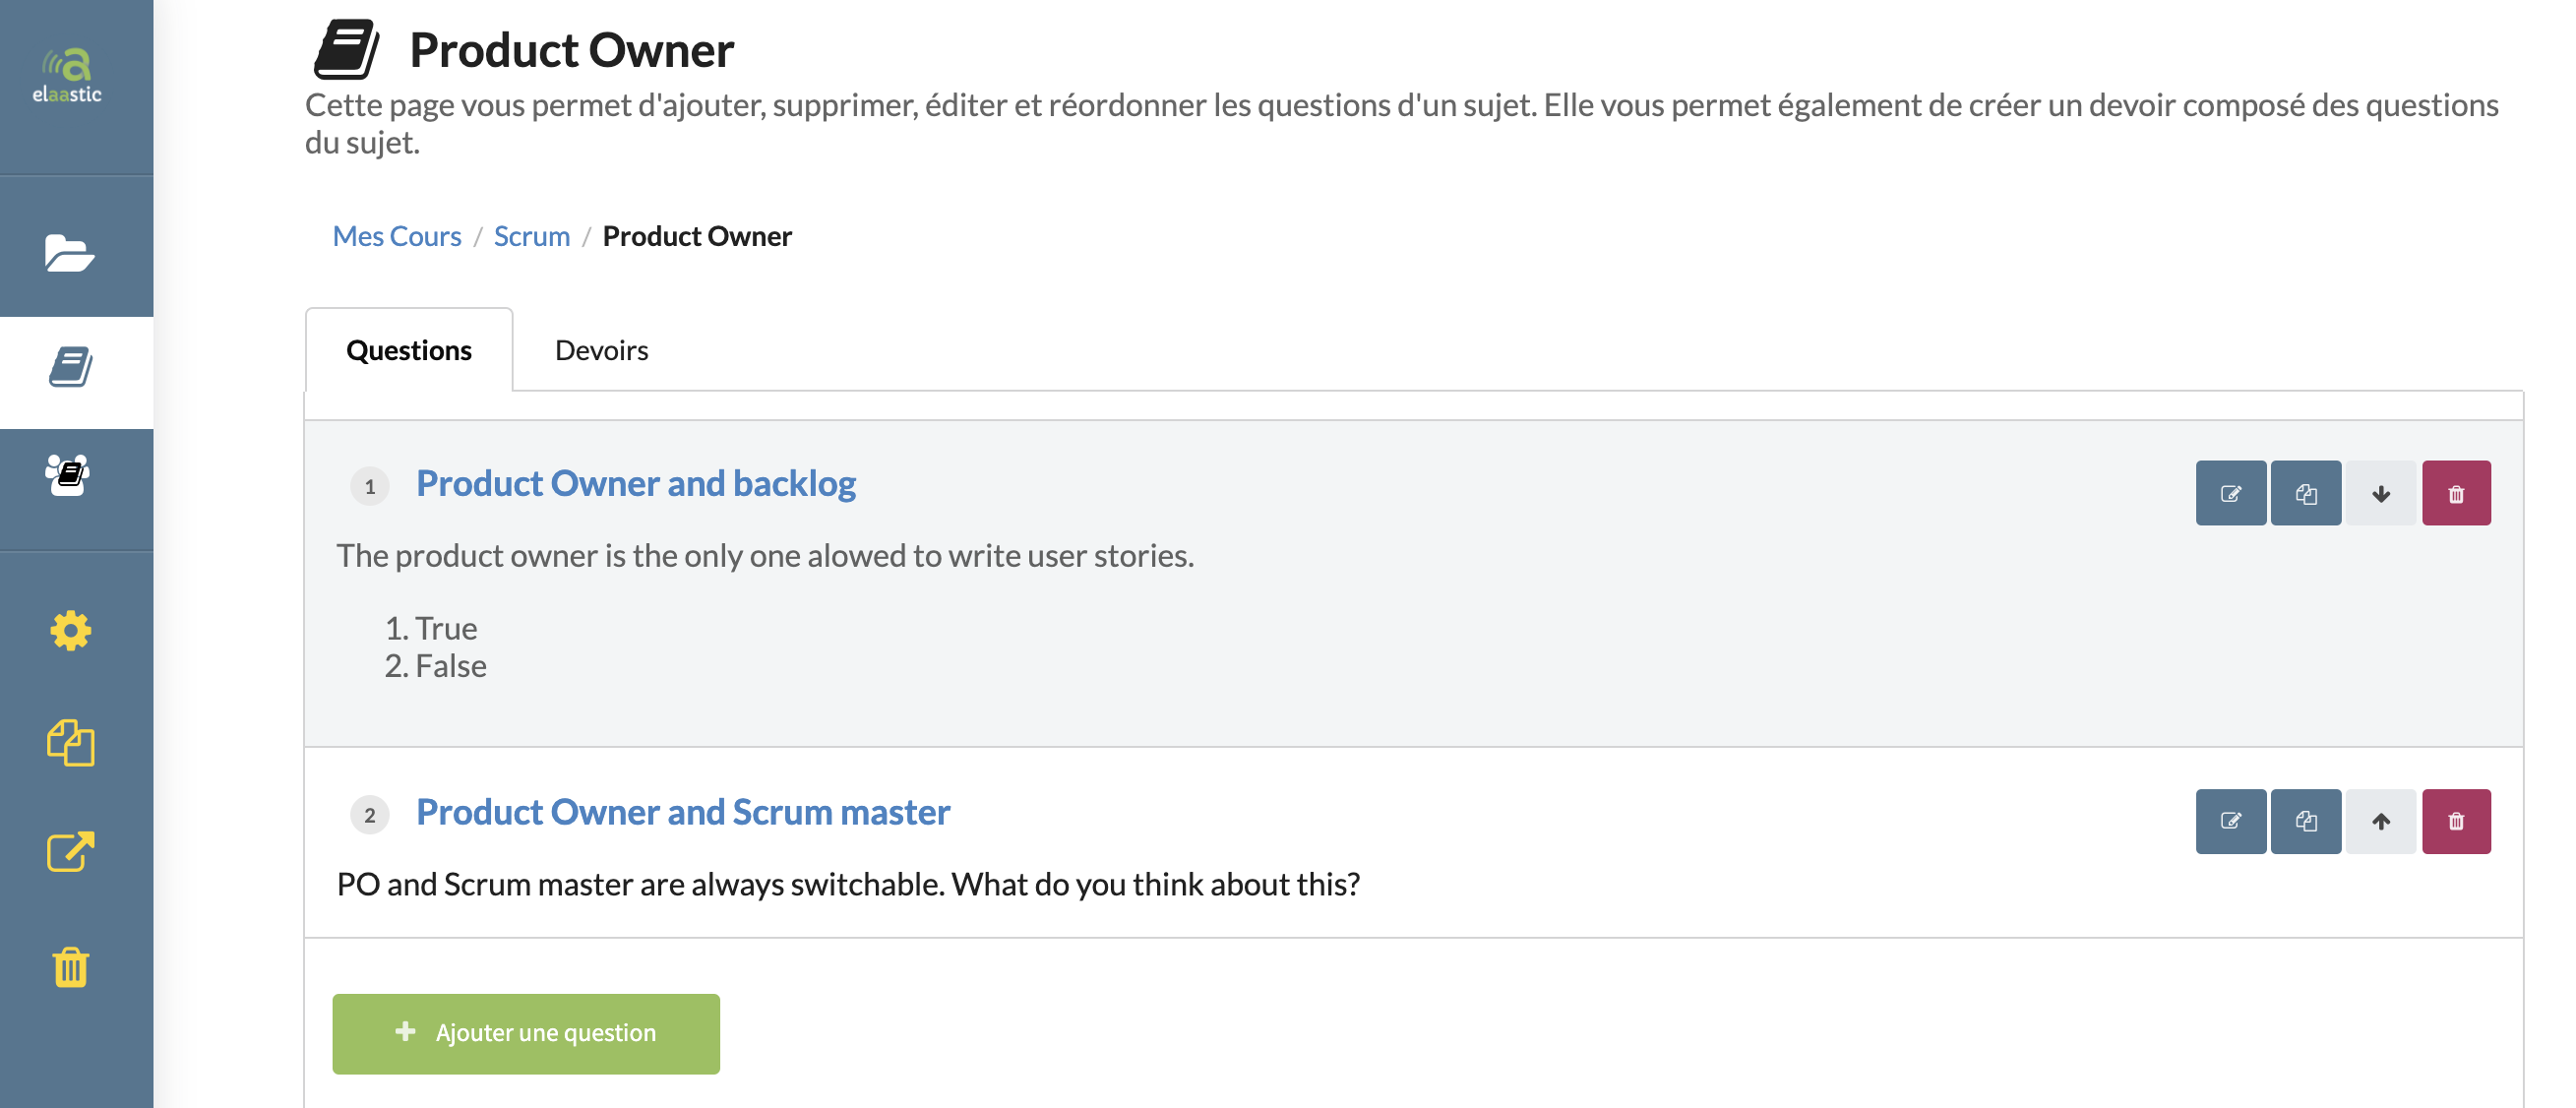 elaastic
Product Owner
Cette page vous permet d'ajouter, supprimer, éditer et réordonner les questions d'un sujet. Elle vous permet également de créer un devoir composé des questions
du sujet.
Mes Cours / Scrum / Product Owner
Questions Devoirs
1 Product Owner and backlog
The product owner is the only one alowed to write user stories.
1. True
2. False
2 Product Owner and Scrum master
PO and Scrum master are always switchable. What do you think about this?
Ajouter une question